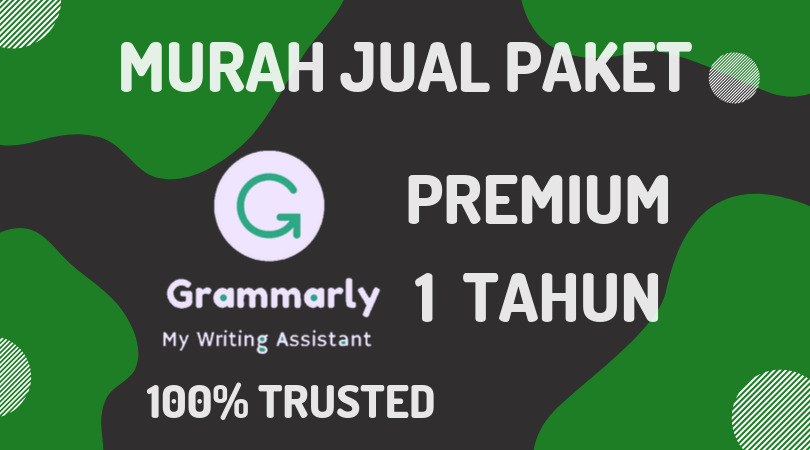 MURAH JUAL PAKET
PREMIUM
1 TAHUN
Grammarly
My Writing Assistant
100% TRUSTED